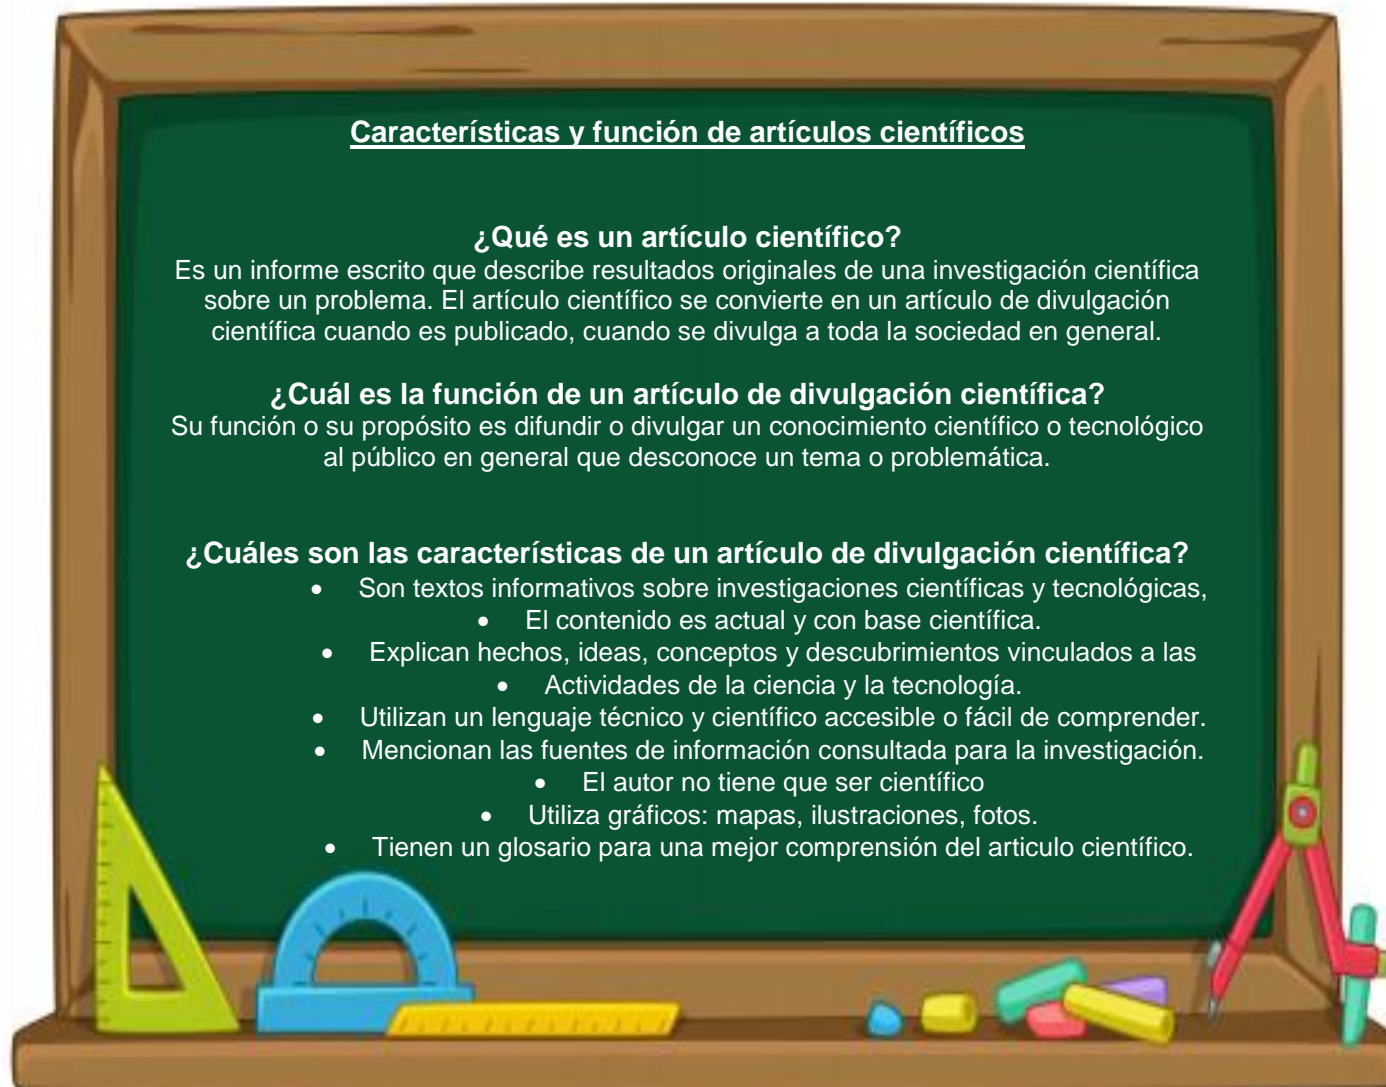 Características y función de artículos científicos
¿Qué es un artículo científico?
Es un informe escrito que describe resultados originales de una investigación científica
sobre un problema. El artículo científico se convierte en un artículo de divulgación
científica cuando es publicado, cuando se divulga a toda la sociedad en general.
¿Cuál es la función de un artículo de divulgación científica?
Su función o su propósito es difundir o divulgar un conocimiento científico o tecnológico
al público en general que desconoce un tema o problemática.
¿Cuáles son las características de un artículo de divulgación científica?
• Son textos informativos sobre investigaciones científicas y tecnológicas,
• El contenido es actual y con base científica.
• Explican hechos, ideas, conceptos y descubrimientos vinculados a las
• Actividades de la ciencia y la tecnología.
• Utilizan un lenguaje técnico y científico accesible o fácil de comprender.
• Mencionan las fuentes de información consultada para la investigación.
• El autor no tiene que ser científico
• Utiliza gráficos: mapas, ilustraciones, fotos.
• Tienen un glosario para una mejor comprensión del articulo científico.